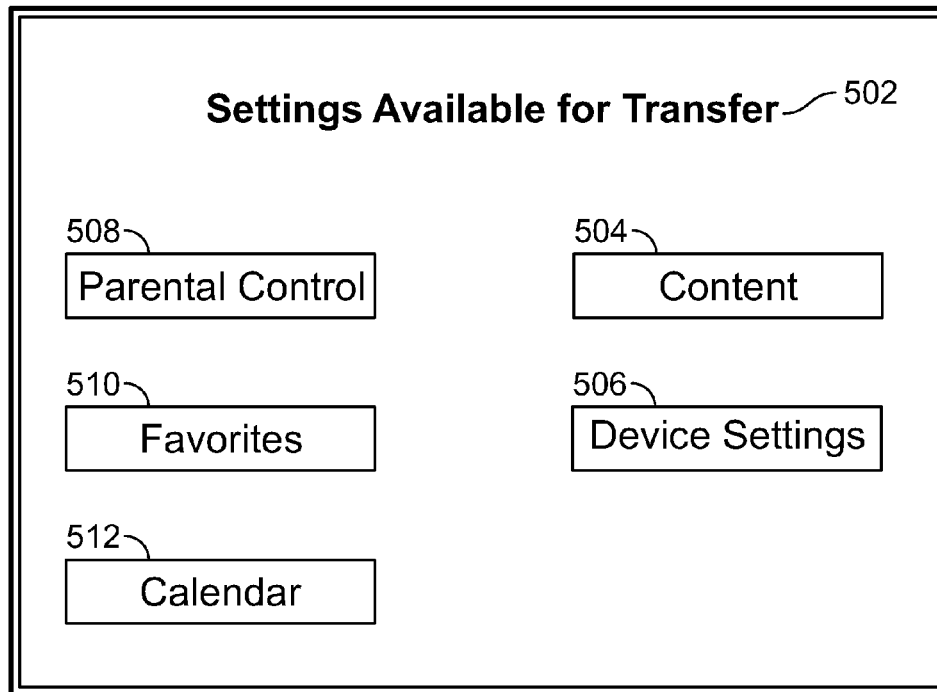 Settings Available for Transfer 502
508 504
Parental Control Content
510 506
Favorites Device Settings
512
Calendar